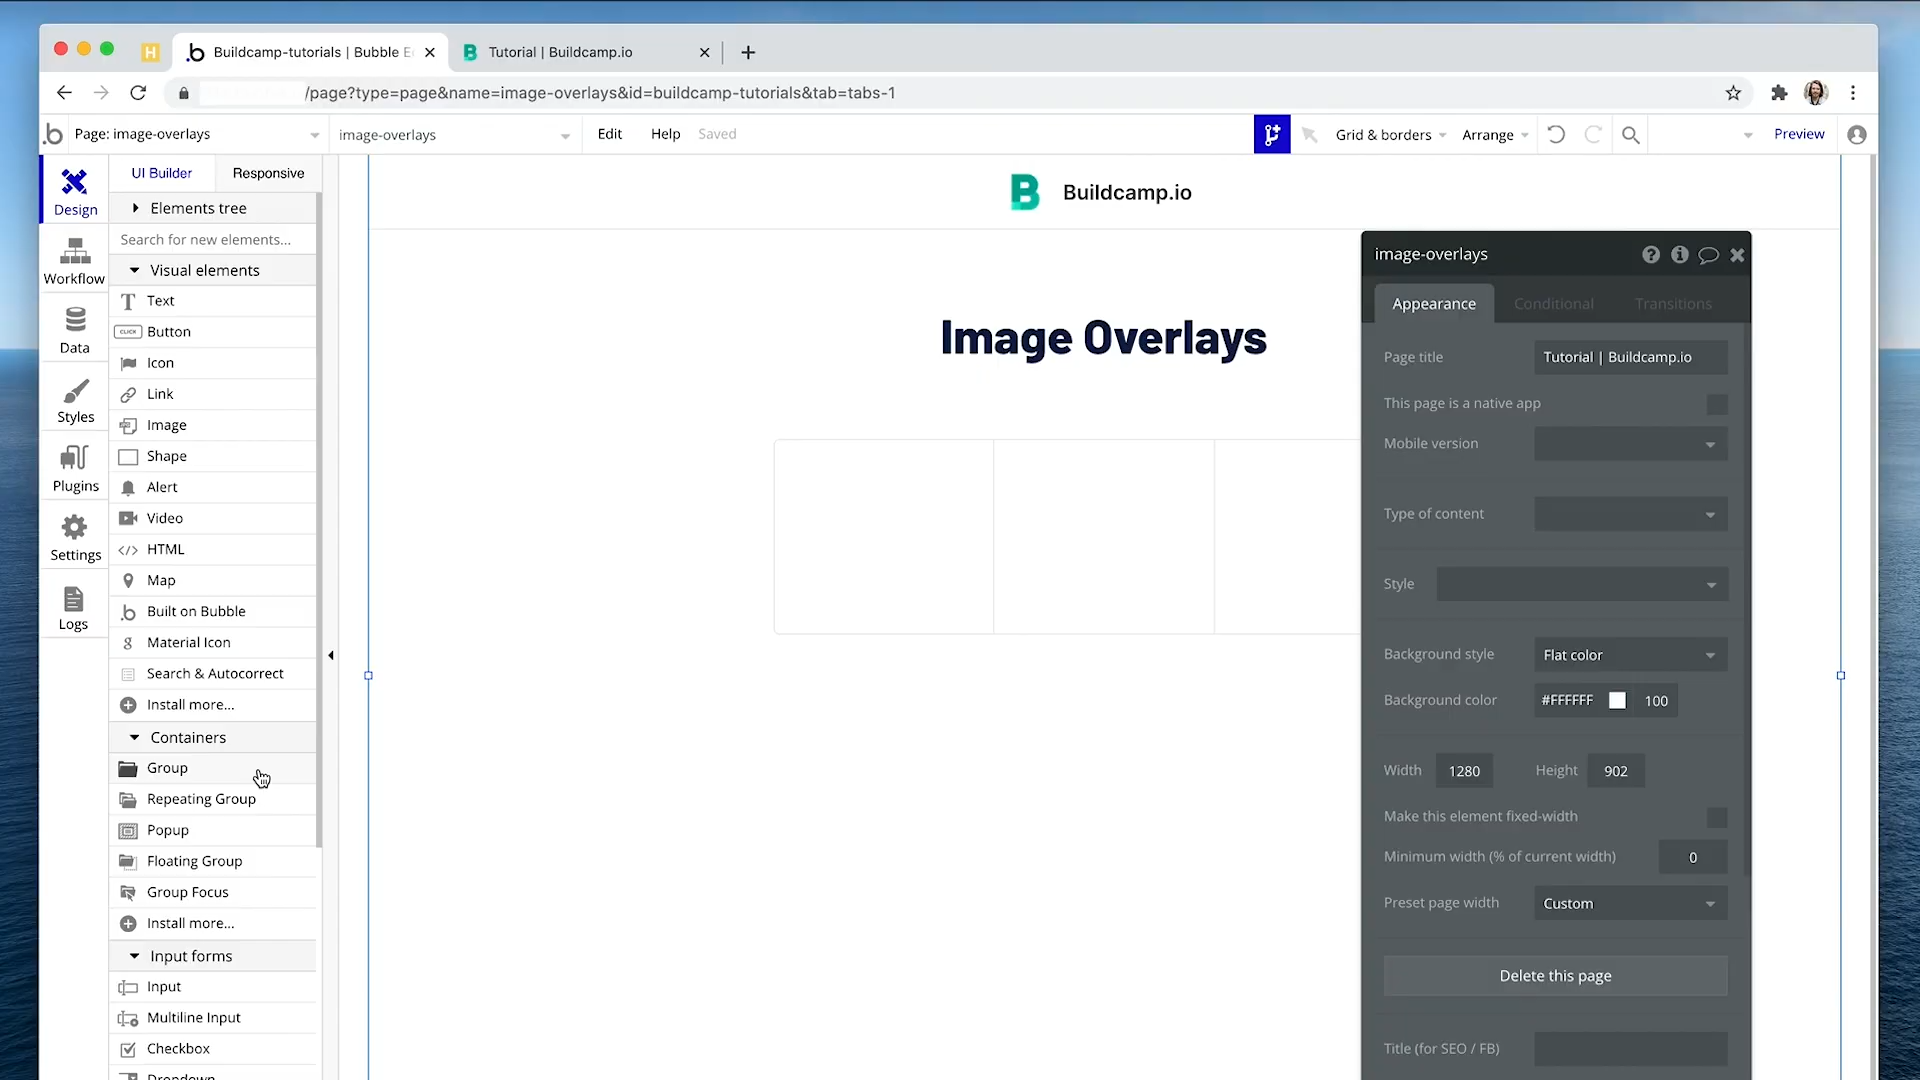 H
b Buildcamp-tutorials | Bubble E
B Tutorial | Buildcamp.io
/page?type=page&name=image-overlays&id=buildcamp-tutorials&tab=tabs-1
b Page: image-overlays
image-overlays
Edit
Help
Saved
Grid & borders
Arrange
Preview
Design
Workflow
Data
Styles
Plugins
Settings
Logs
UI Builder
Responsive
Elements tree
Search for new elements...
Visual elements
Text
CLICK Button
Icon
Link
Image
Shape
Alert
Video
HTML
Map
Built on Bubble
Material Icon
Search & Autocorrect
Install more...
Containers
Group
Repeating Group
Popup
Floating Group
Group Focus
Install more...
Input forms
Input
Multiline Input
Checkbox
Dropdown
B Buildcamp.io
Image Overlays
image-overlays
Appearance
Conditional
Transitions
Page title
Tutorial | Buildcamp.io
This page is a native app
Mobile version
Type of content
Style
Background style
Flat color
Background color
#FFFFFF
100
Width
1280
Height
902
Make this element fixed-width
Minimum width (% of current width)
0
Preset page width
Custom
Delete this page
Title (for SEO / FB)